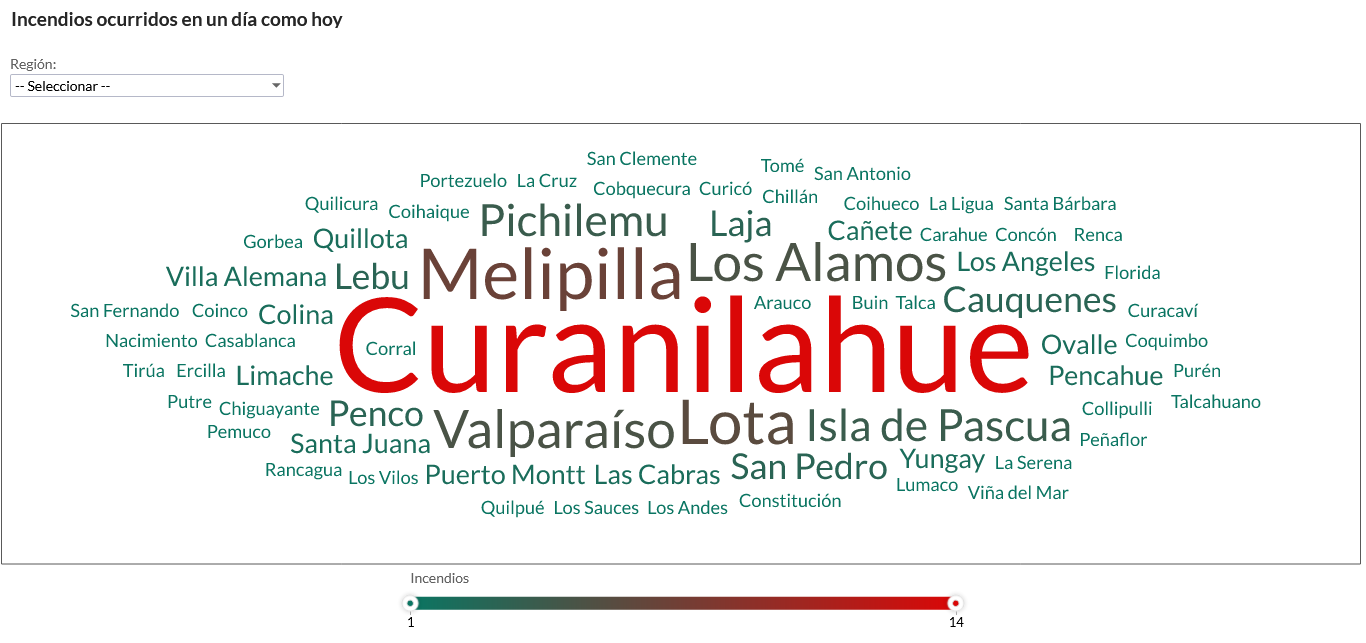 Incendios ocurridos en un día como hoy
Región:
-- Seleccionar --
San Clemente
Tomé
San Antonio
Portezuelo
La Cruz
Cobquecura
Curicó
Chillán
Quilicura
Coihaique
Pichilemu
Laja
Coihueco
La Ligua
Santa Bárbara
Gorbea
Quillota
Cañete
Carahue
Concón
Renca
Villa Alemana
Lebu
Melipilla
Los Alamos
Los Angeles
Florida
San Fernando
Coinco
Colina
Arauco
Buin
Talca
Cauquenes
Curacaví
Nacimiento
Casablanca
Corral
Curanilahue
Ovalle
Coquimbo
Tirúa
Ercilla
Limache
Pencahue
Purén
Putre
Chiguayante
Penco
Valparaíso
Lota
Isla de Pascua
Collipulli
Talcahuano
Pemuco
Santa Juana
Peñaflor
Rancagua
Los Vilos
Puerto Montt
Las Cabras
San Pedro
Yungay
La Serena
Lumaco
Viña del Mar
Quilpué
Los Sauces
Los Andes
Constitución
Incendios
1
14